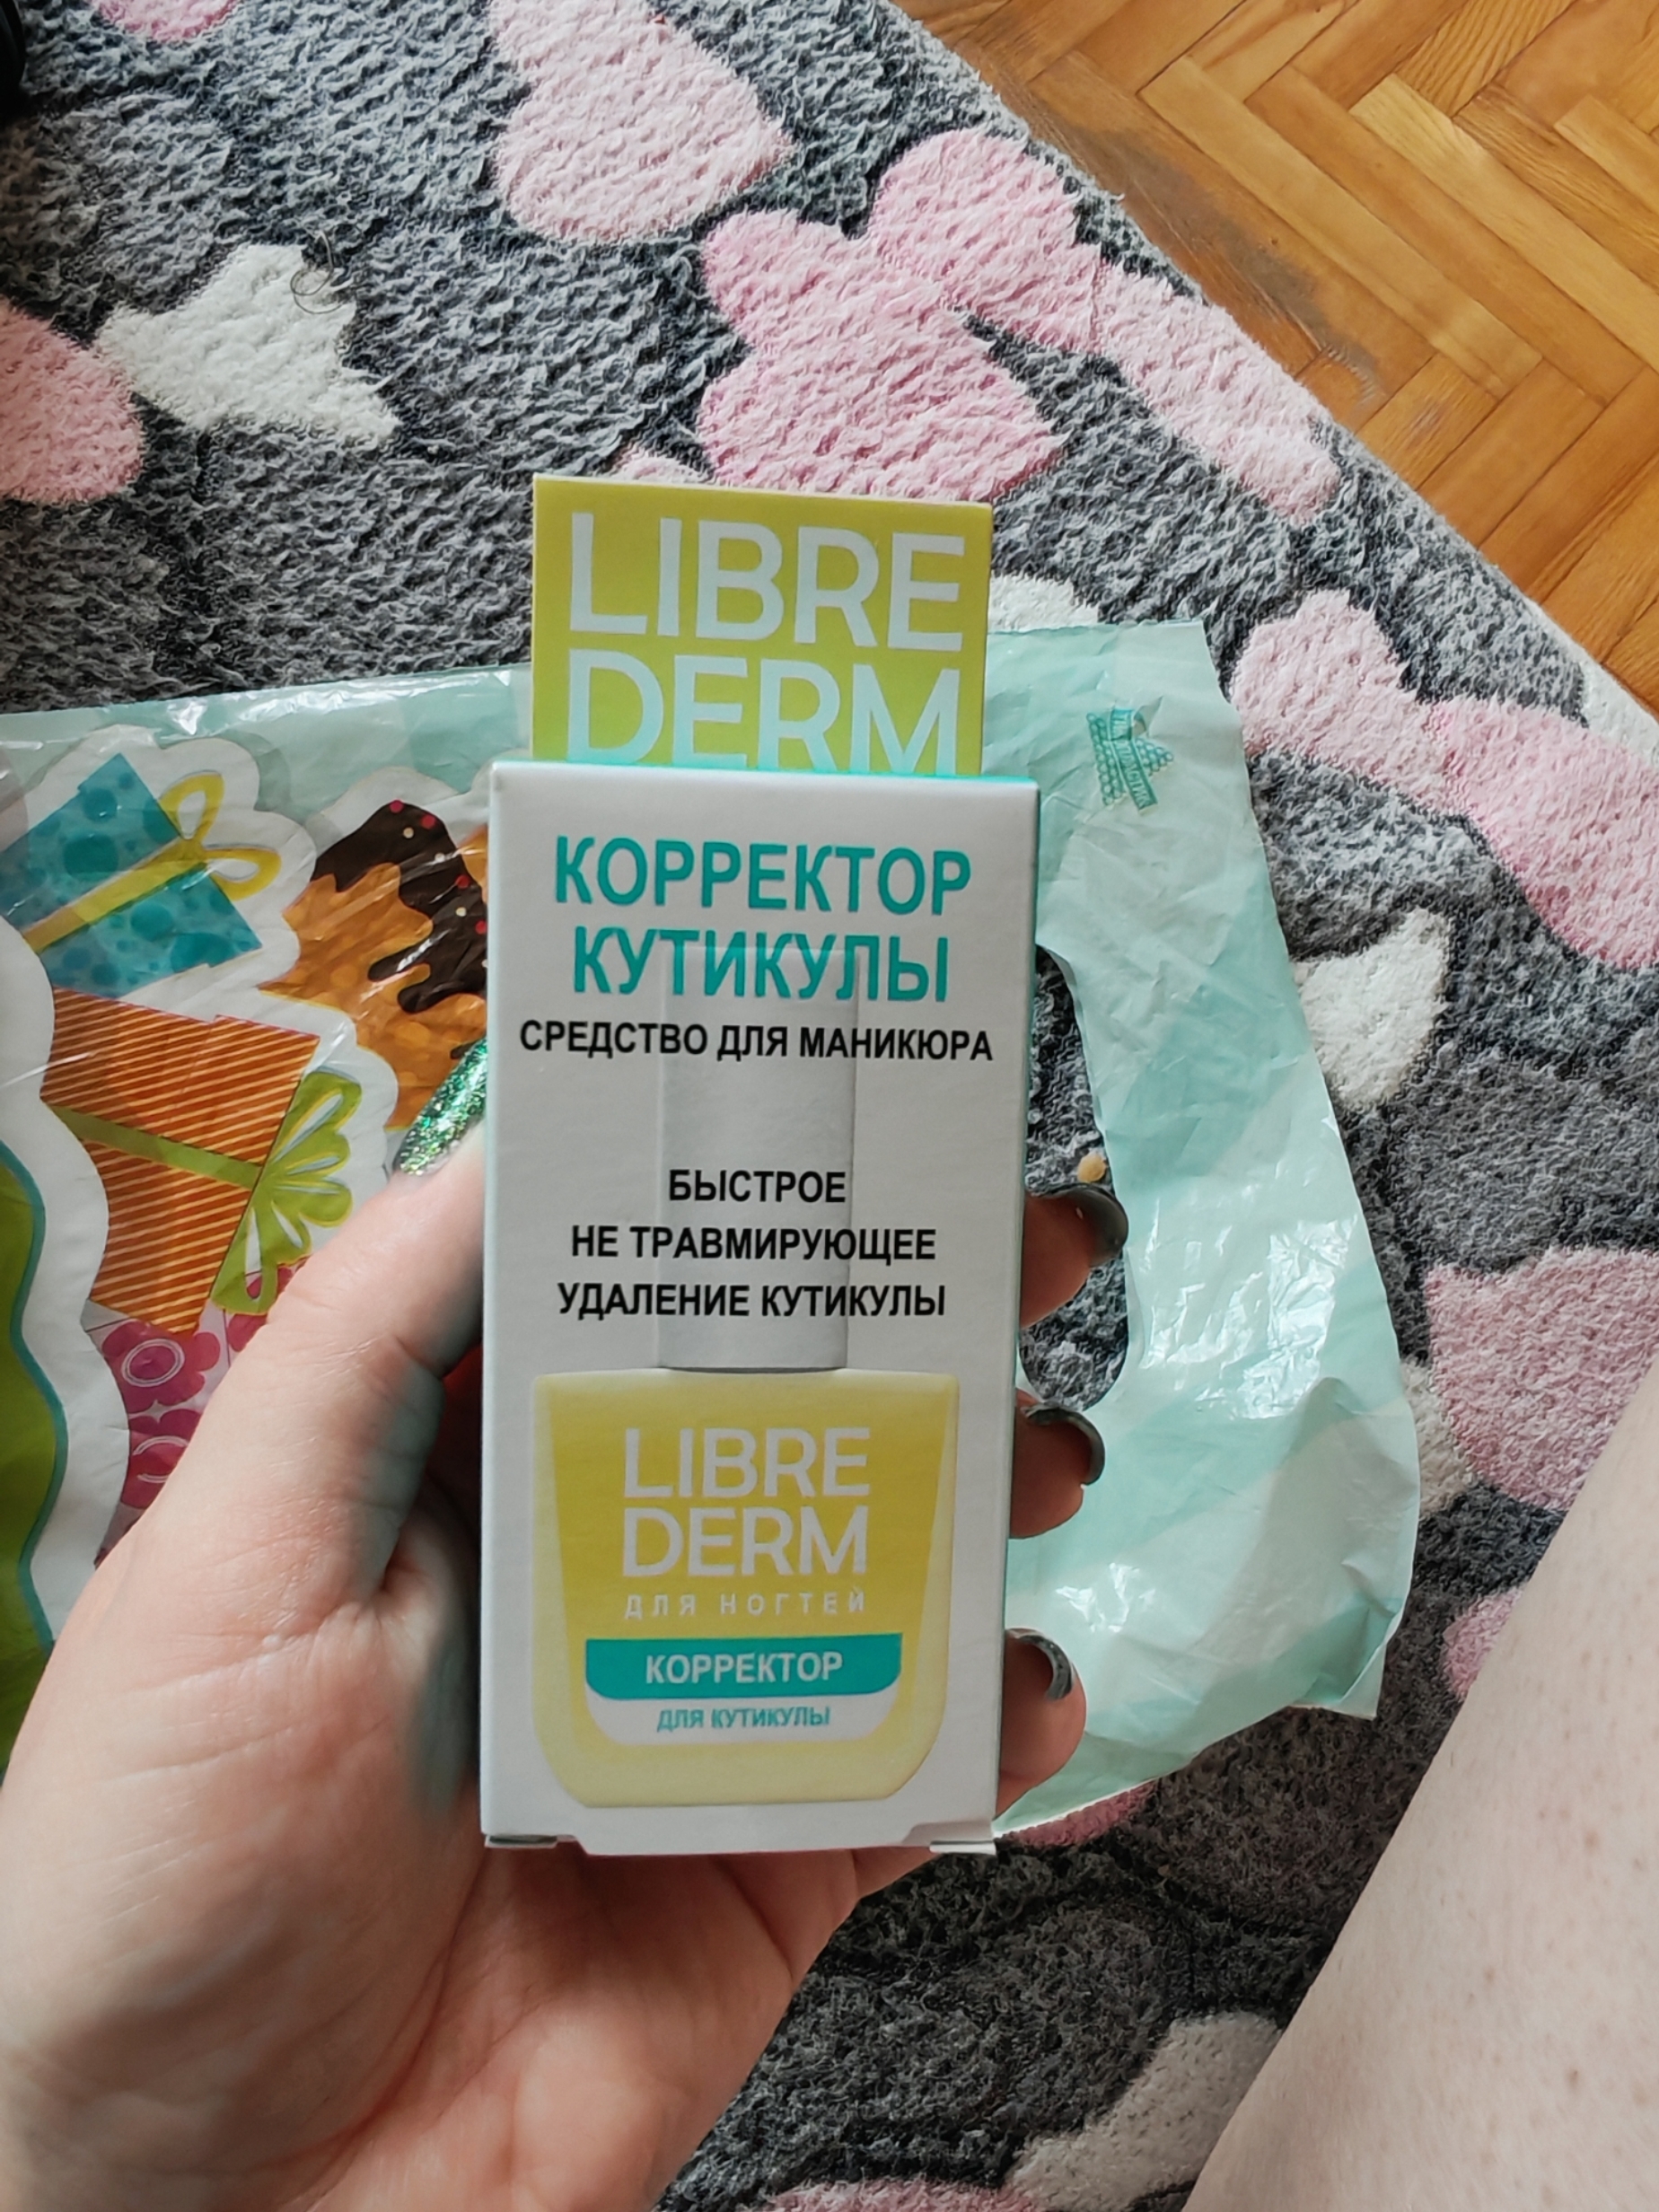 LIBRE
DERM
КОРРЕКТОР
КУТИКУЛЫ
СРЕДСТВО ДЛЯ МАНИКЮРА
БЫСТРОЕ
НЕ ТРАВМИРУЮЩЕЕ
УДАЛЕНИЕ КУТИКУЛЫ
LIBRE
DERM
ДЛЯ НОГТЕЙ
КОРРЕКТОР
ДЛЯ КУТИКУЛЫ